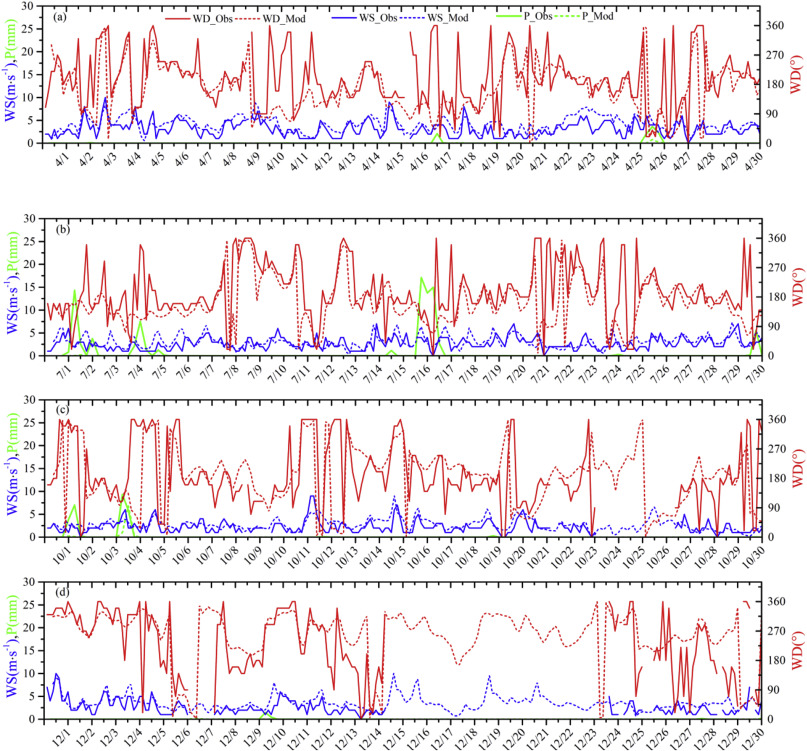 (a)
WD_Obs WD_Mod WS_Obs WS_Mod P_Obs P_Mod
WS(m·s⁻¹),P(mm)
30
25
20
15
10
5
0
360
270
180
90
0
WD(°)
4/1 4/2 4/3 4/4 4/5 4/6 4/7 4/8 4/9 4/10 4/11 4/12 4/13 4/14 4/15 4/16 4/17 4/18 4/19 4/20 4/21 4/22 4/23 4/24 4/25 4/26 4/27 4/28 4/29 4/30
(b)
WS(m·s⁻¹),P(mm)
30
25
20
15
10
5
0
360
270
180
90
0
WD(°)
7/1 7/2 7/3 7/4 7/5 7/6 7/7 7/8 7/9 7/10 7/11 7/12 7/13 7/14 7/15 7/16 7/17 7/18 7/19 7/20 7/21 7/22 7/23 7/24 7/25 7/26 7/27 7/28 7/29 7/30
(c)
WS(m·s⁻¹),P(mm)
30
25
20
15
10
5
0
360
270
180
90
0
WD(°)
10/1 10/2 10/3 10/4 10/5 10/6 10/7 10/8 10/9 10/10 10/11 10/12 10/13 10/14 10/15 10/16 10/17 10/18 10/19 10/20 10/21 10/22 10/23 10/24 10/25 10/26 10/27 10/28 10/29 10/30
(d)
WS(m·s⁻¹),P(mm)
30
25
20
15
10
5
0
360
270
180
90
0
WD(°)
12/1 12/2 12/3 12/4 12/5 12/6 12/7 12/8 12/9 12/10 12/11 12/12 12/13 12/14 12/15 12/16 12/17 12/18 12/19 12/20 12/21 12/22 12/23 12/24 12/25 12/26 12/27 12/28 12/29 12/30